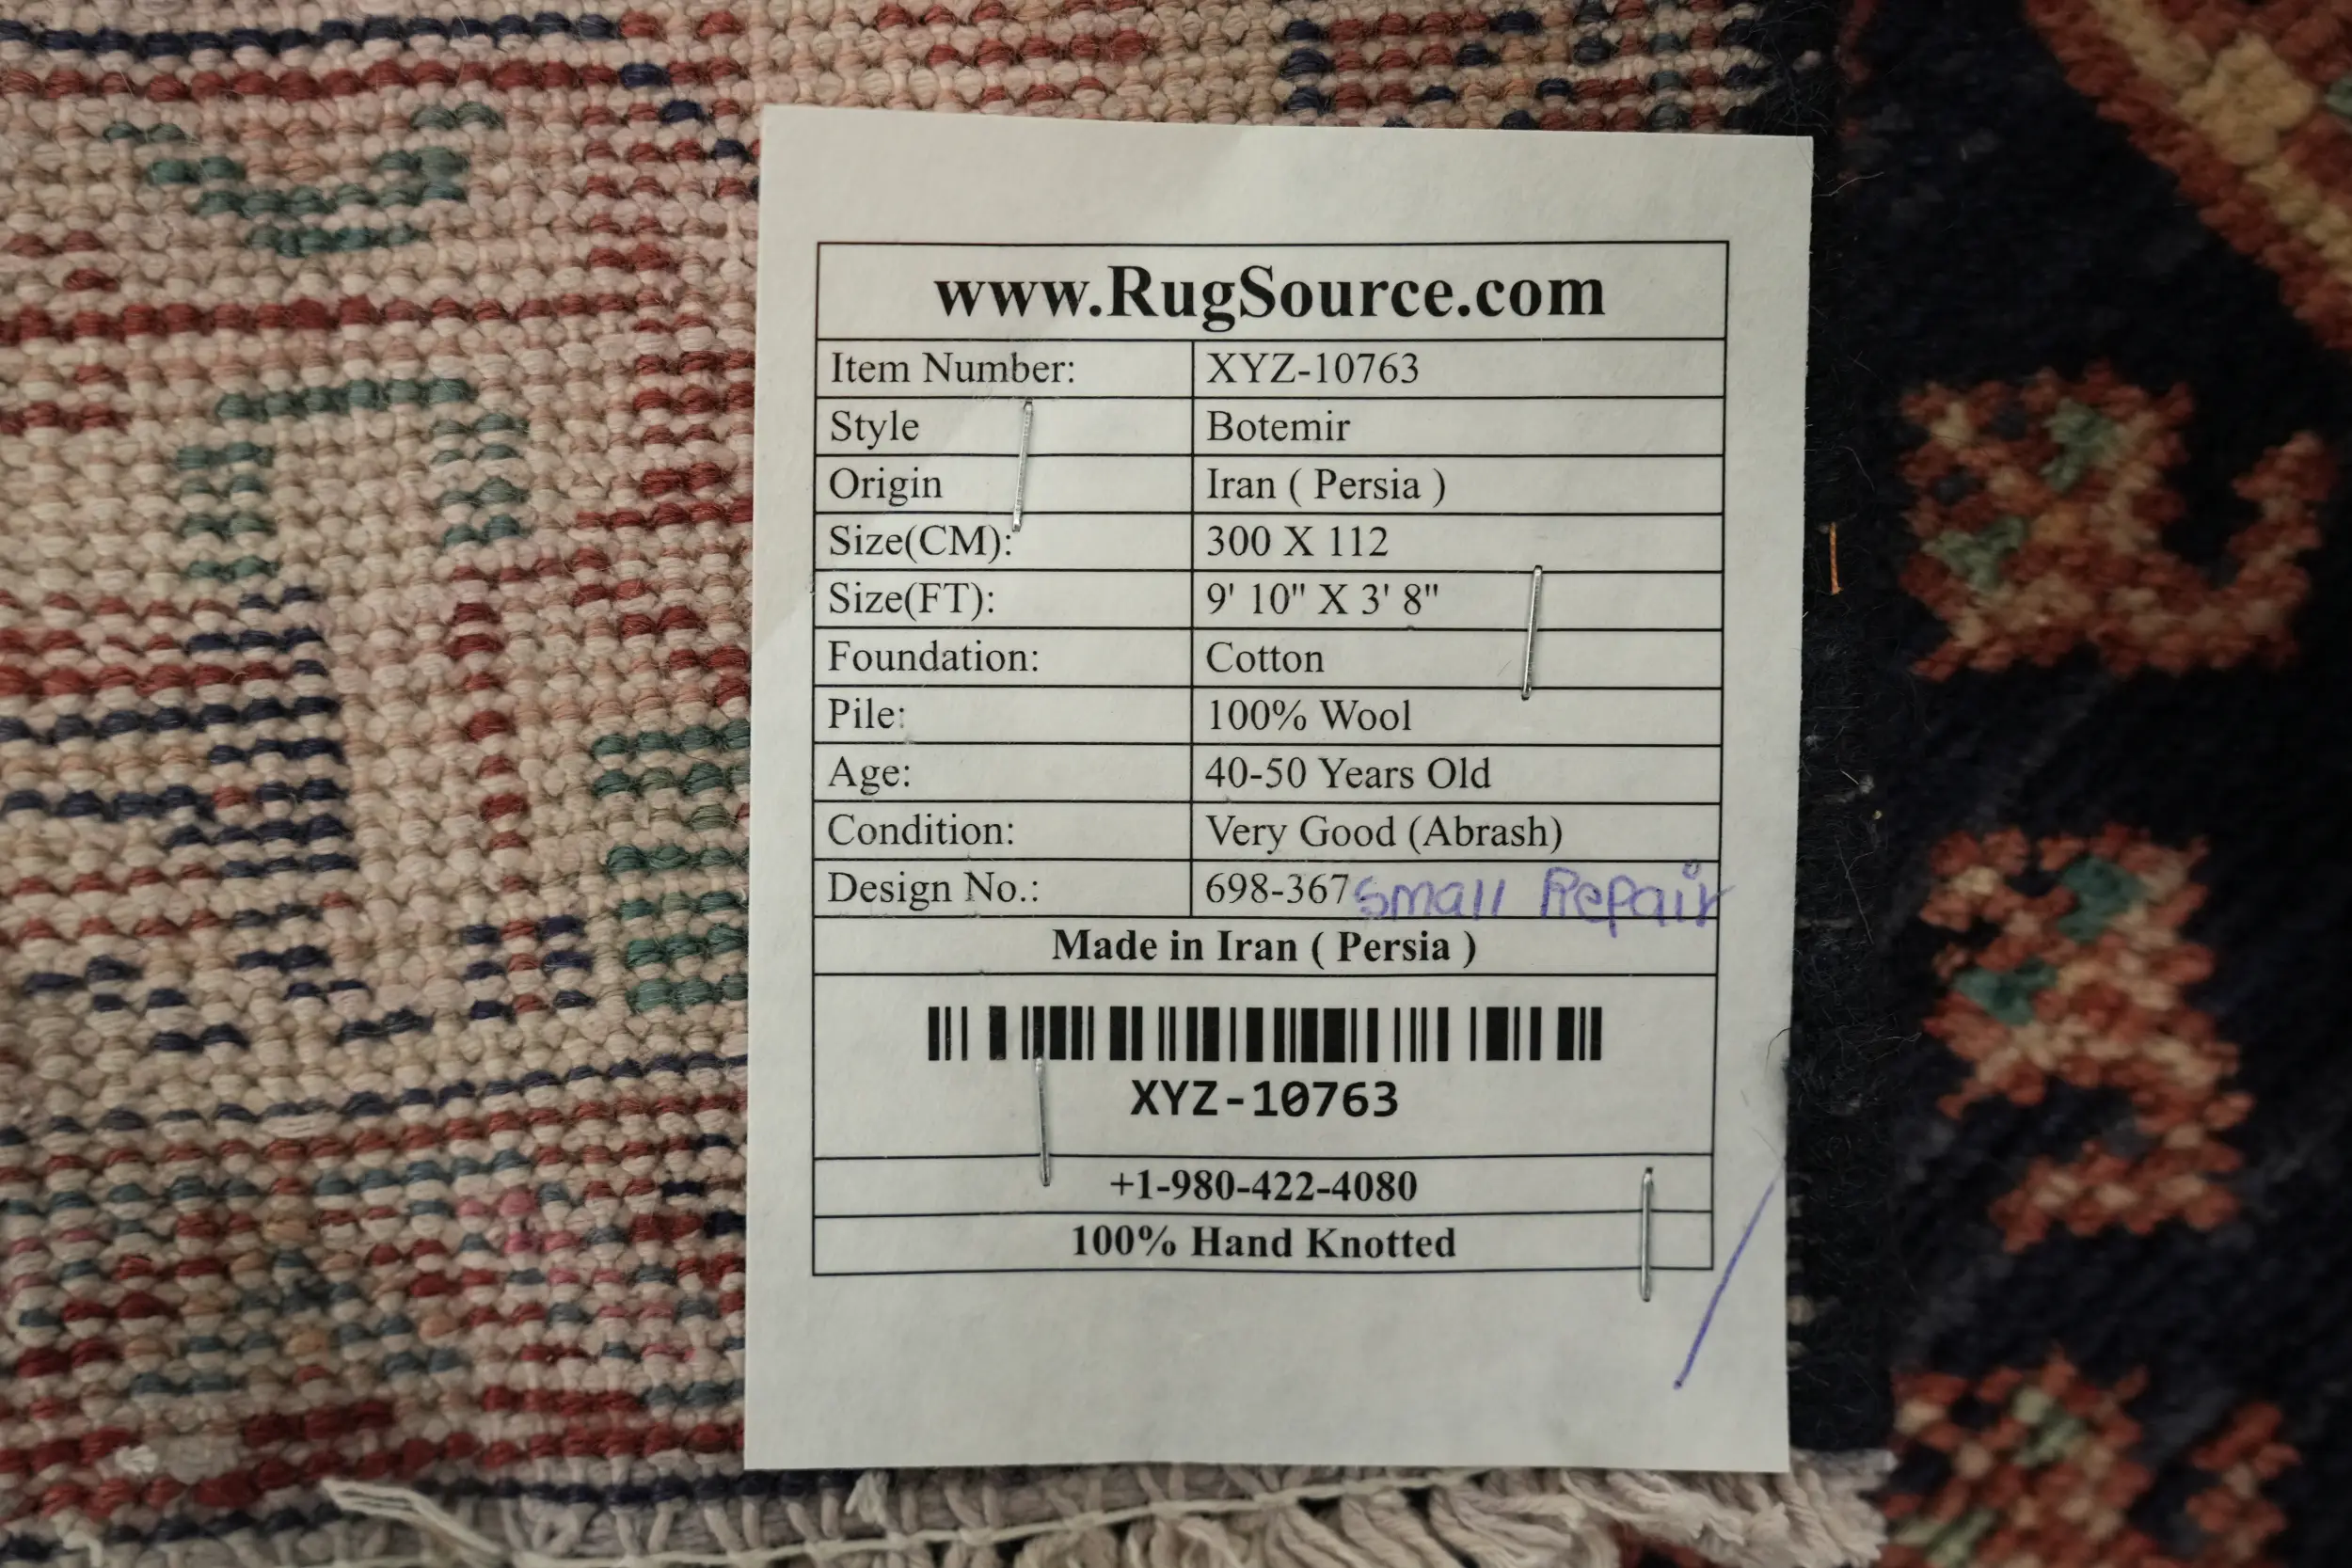 www.RugSource.com
Item Number: XYZ-10763
Style Botemir
Origin Iran ( Persia )
Size(CM): 300 X 112
Size(FT): 9' 10" X 3' 8"
Foundation: Cotton
Pile: 100% Wool
Age: 40-50 Years Old
Condition: Very Good (Abrash)
Design No.: 698-367 Small Repair
Made in Iran ( Persia )
XYZ-10763
+1-980-422-4080
100% Hand Knotted